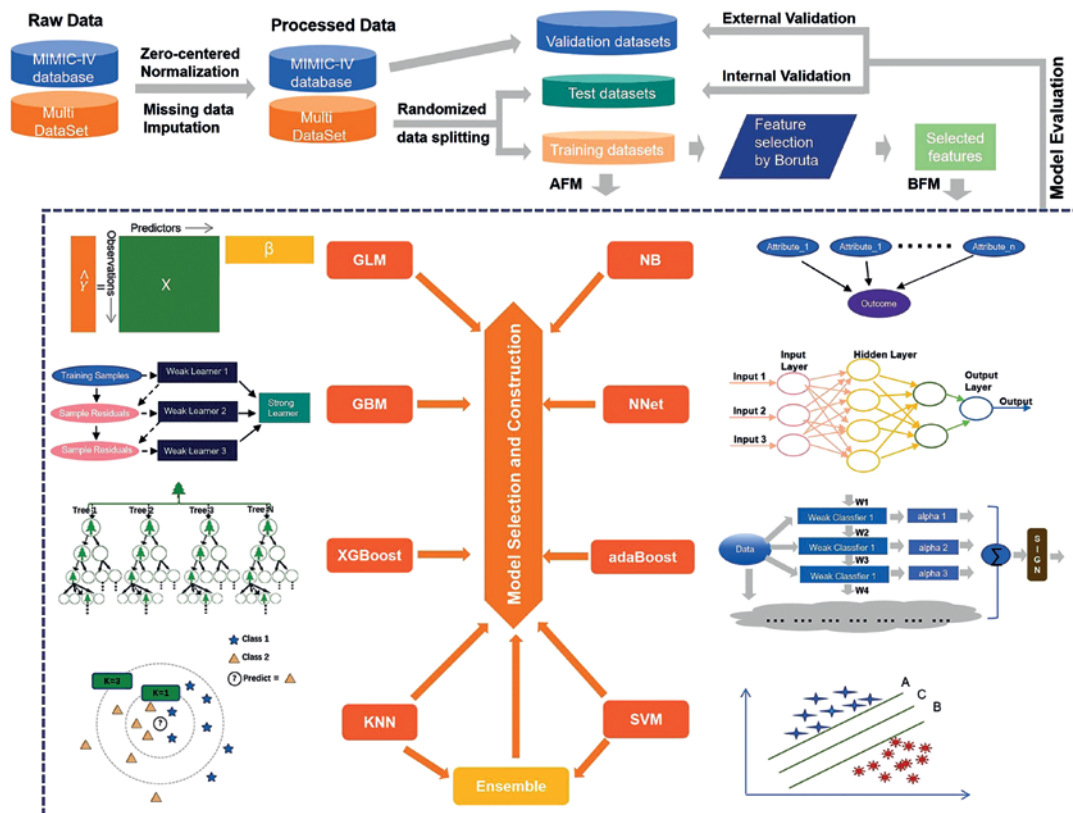 Raw Data
MIMIC-IV
database
Multi
DataSet
Zero-centered
Normalization
Missing data
Imputation
Processed Data
MIMIC-IV
database
Multi
DataSet
Randomized
data splitting
Validation datasets
Test datasets
Training datasets
External Validation
Internal Validation
Feature
selection
by Boruta
Selected
features
Model Evaluation
AFM
BFM
Predictors
Observations
Ŷ
=
X
β
GLM
NB
Attribute_1
Attribute_1
Attribute_n
Outcome
Training Samples
Sample Residuals
Sample Residuals
Weak Learner 1
Weak Learner 2
Weak Learner 3
Strong
Learner
GBM
Model Selection and Construction
NNet
Input
Layer
Hidden Layer
Output
Layer
Input 1
Input 2
Input 3
Output
Tree 1
Tree 2
Tree 3
Tree N
XGBoost
adaBoost
Data
W1
Weak Classfier 1
alpha 1
W2
Weak Classfier 1
alpha 2
W3
Weak Classfier 1
alpha 3
W4
Σ
SIGN
Class 1
Class 2
? Predict =
K=3
K=1
?
KNN
SVM
Ensemble
A
C
B